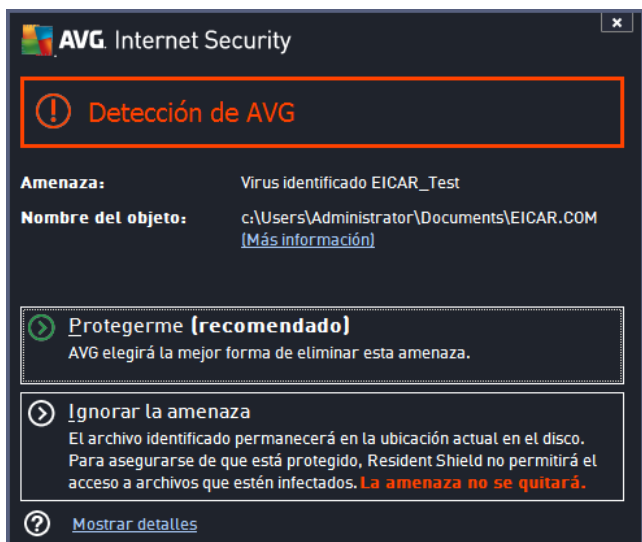 AVG. Internet Security
x
Detección de AVG
Amenaza: Virus identificado EICAR_Test
Nombre del objeto: c:\Users\Administrator\Documents\EICAR.COM
(Más información)
Protegerme (recomendado)
AVG elegirá la mejor forma de eliminar esta amenaza.
Ignorar la amenaza
El archivo identificado permanecerá en la ubicación actual en el disco.
Para asegurarse de que está protegido, Resident Shield no permitirá el
acceso a archivos que estén infectados. La amenaza no se quitará.
Mostrar detalles